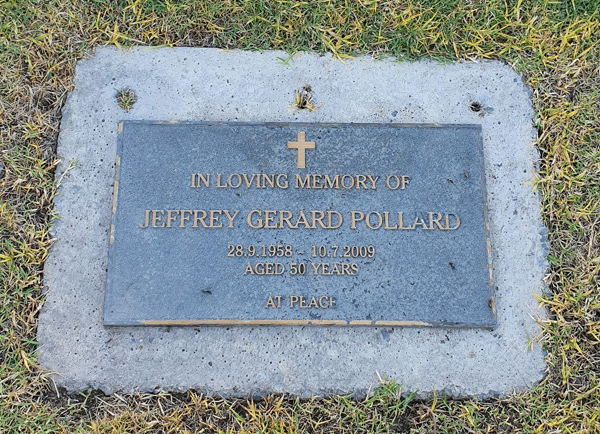 IN LOVING MEMORY OF
JEFFREY GERARD POLLARD
28.9.1958 - 10.7.2009
AGED 50 YEARS
AT PEACE